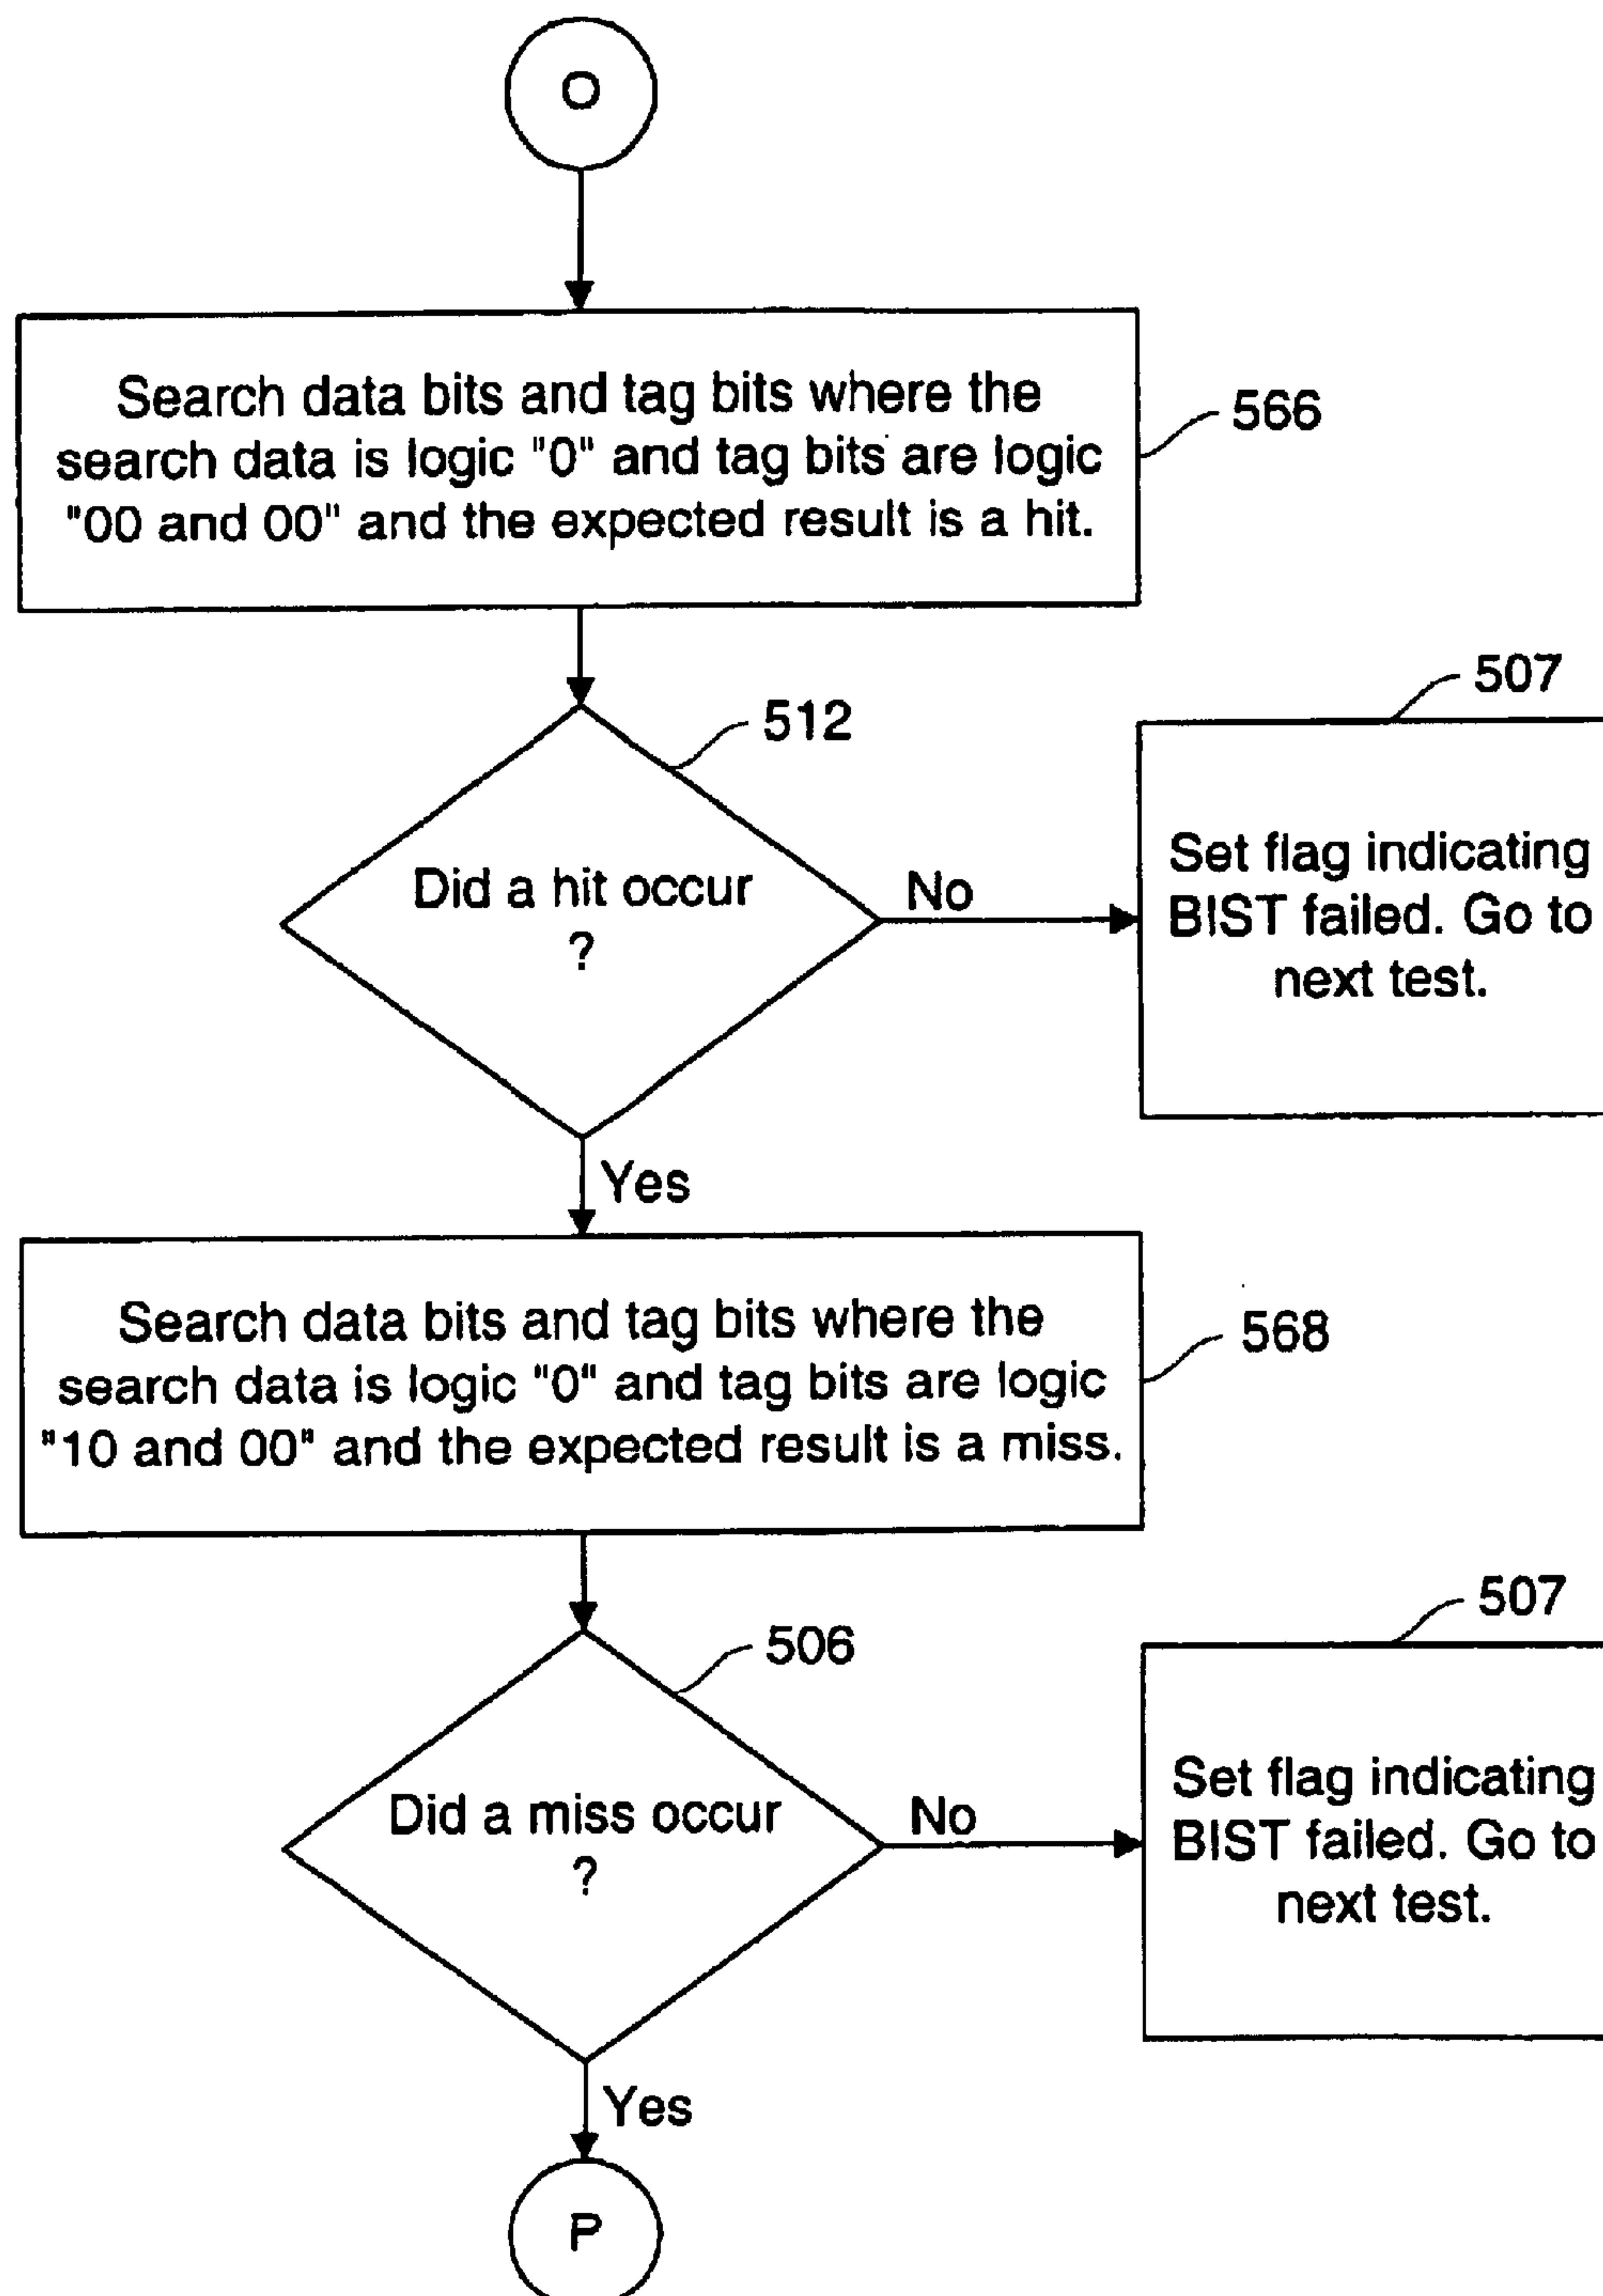 O
Search data bits and tag bits where the
search data is logic "0" and tag bits are logic
"00 and 00" and the expected result is a hit.
566
512
Did a hit occur
?
No
507
Set flag indicating
BIST failed. Go to
next test.
Yes
Search data bits and tag bits where the
search data is logic "0" and tag bits are logic
"10 and 00" and the expected result is a miss.
568
506
Did a miss occur
?
No
507
Set flag indicating
BIST failed. Go to
next test.
Yes
P